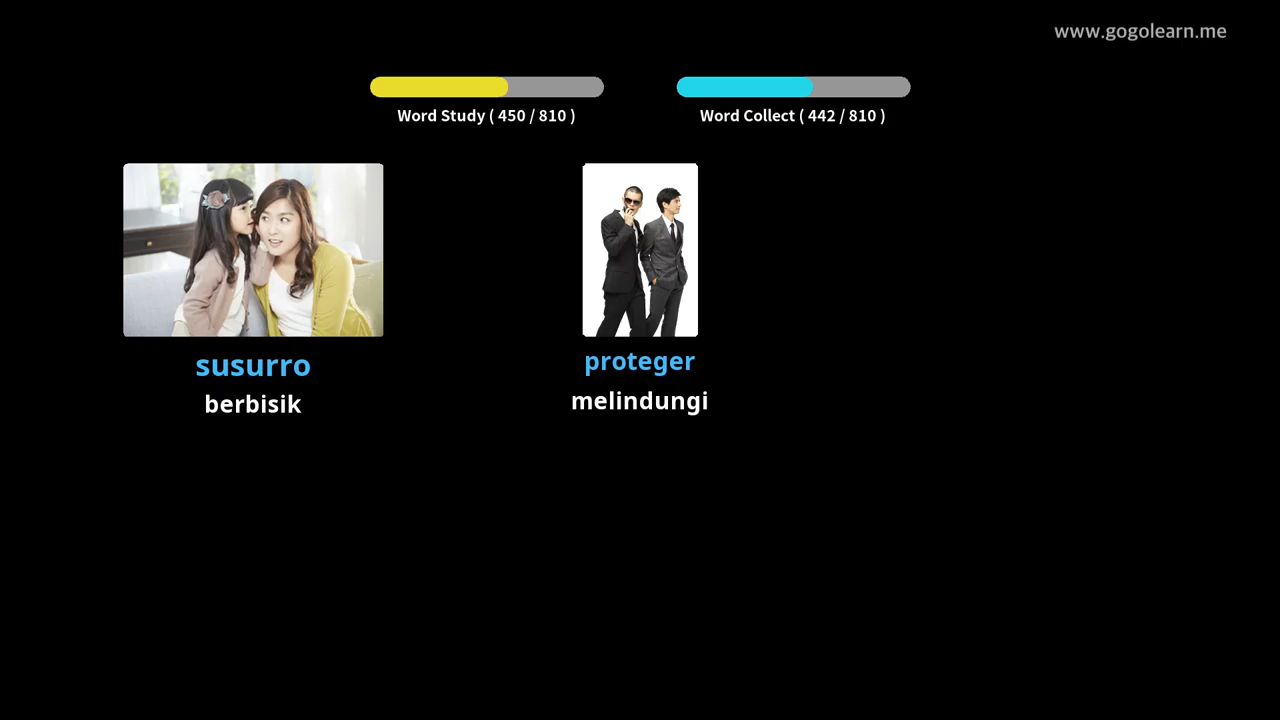 www.gogolearn.me
Word Study ( 450 / 810 )
Word Collect ( 442 / 810 )
susurro
berbisik
proteger
melindungi